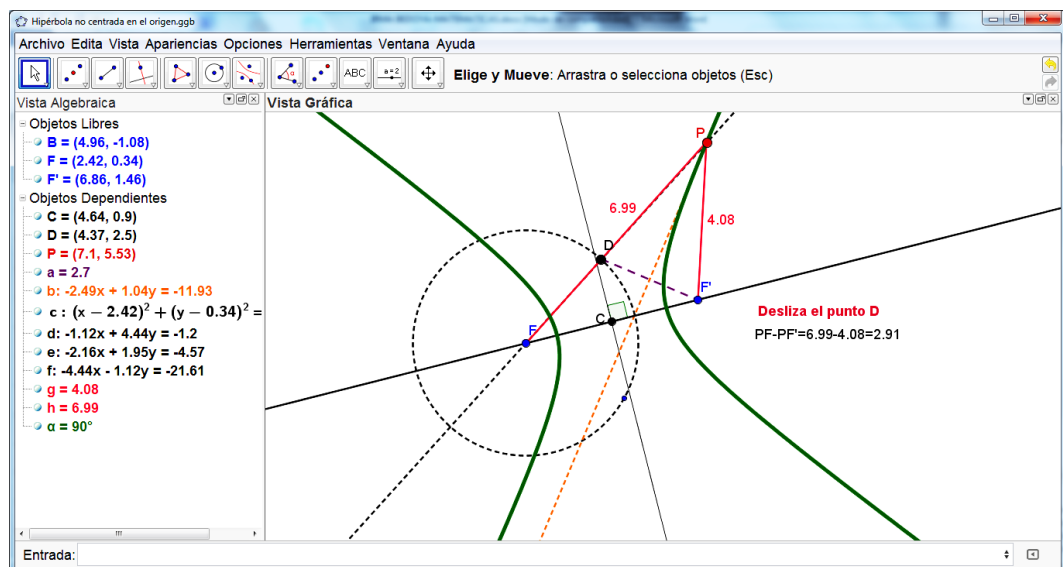 Hipérbola no centrada en el origen.ggb
Archivo Edita Vista Apariencias Opciones Herramientas Ventana Ayuda
ABC
a=2
Elige y Mueve: Arrastra o selecciona objetos (Esc)
Vista Algebraica
Vista Gráfica
Objetos Libres
B = (4.96, -1.08)
F = (2.42, 0.34)
F' = (6.86, 1.46)
Objetos Dependientes
C = (4.64, 0.9)
D = (4.37, 2.5)
P = (7.1, 5.53)
a = 2.7
b: -2.49x + 1.04y = -11.93
c : (x − 2.42)² + (y − 0.34)² =
d: -1.12x + 4.44y = -1.2
e: -2.16x + 1.95y = -4.57
f: -4.44x - 1.12y = -21.61
g = 4.08
h = 6.99
α = 90°
P
6.99
4.08
D
F'
C
F
Desliza el punto D
PF-PF'=6.99-4.08=2.91
Entrada: